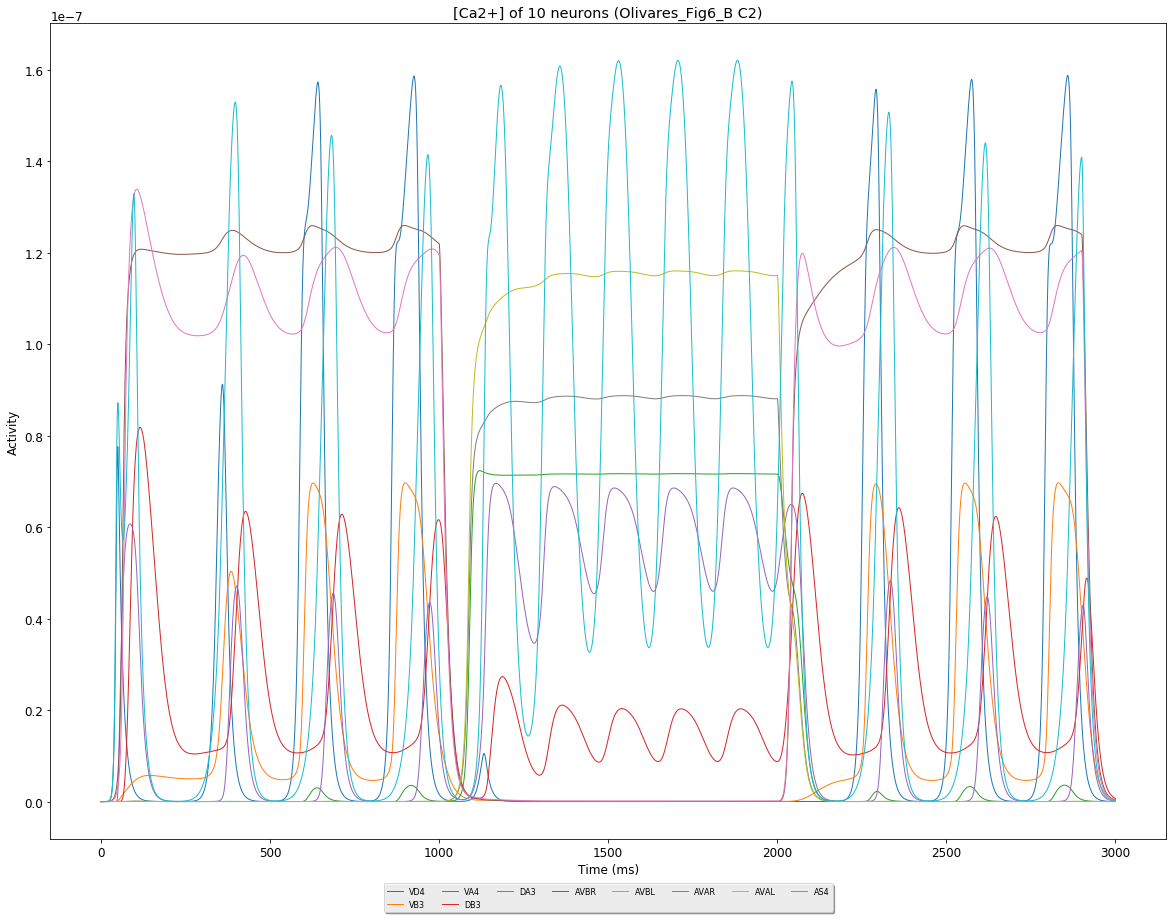 [Ca2+] of 10 neurons (Olivares_Fig6_B C2)
1e−7
1.6
1.4
1.2
1.0
0.8
0.6
0.4
0.2
0.0
Activity
0 500 1000 1500 2000 2500 3000
Time (ms)
VD4 VA4 DA3 AVBR AVBL AVAR AVAL AS4
VB3 DB3